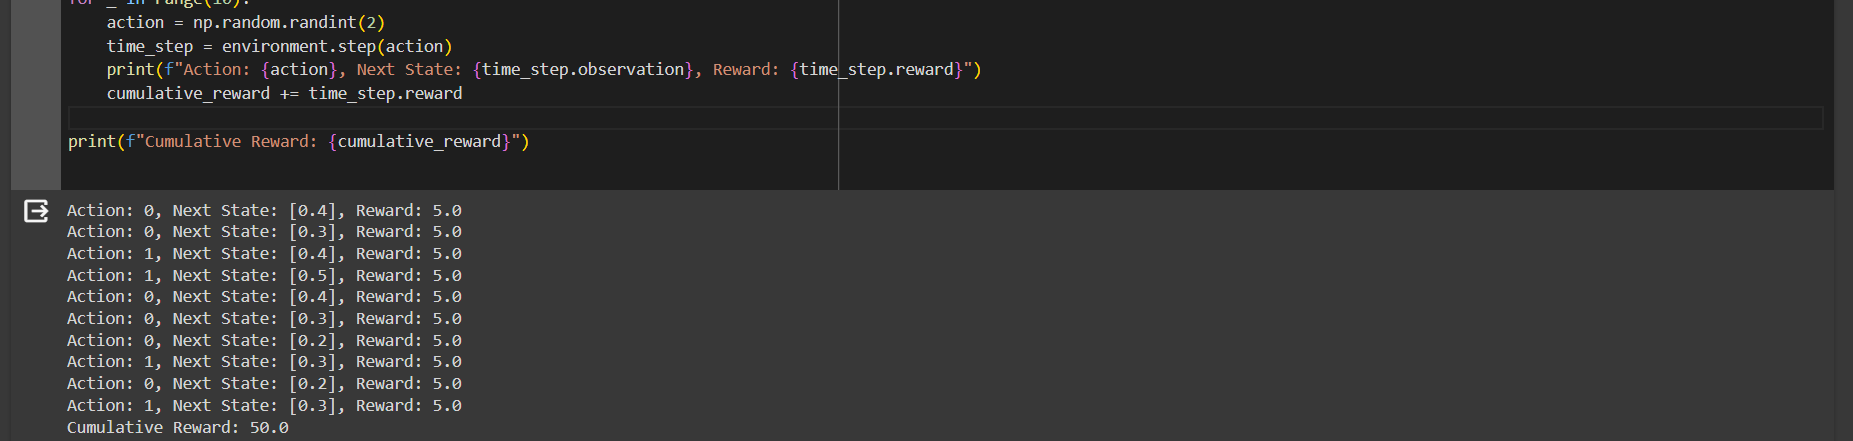 for _ in range(10):
    action = np.random.randint(2)
    time_step = environment.step(action)
    print(f"Action: {action}, Next State: {time_step.observation}, Reward: {time_step.reward}")
    cumulative_reward += time_step.reward
print(f"Cumulative Reward: {cumulative_reward}")
Action: 0, Next State: [0.4], Reward: 5.0
Action: 0, Next State: [0.3], Reward: 5.0
Action: 1, Next State: [0.4], Reward: 5.0
Action: 1, Next State: [0.5], Reward: 5.0
Action: 0, Next State: [0.4], Reward: 5.0
Action: 0, Next State: [0.3], Reward: 5.0
Action: 0, Next State: [0.2], Reward: 5.0
Action: 1, Next State: [0.3], Reward: 5.0
Action: 0, Next State: [0.2], Reward: 5.0
Action: 1, Next State: [0.3], Reward: 5.0
Cumulative Reward: 50.0